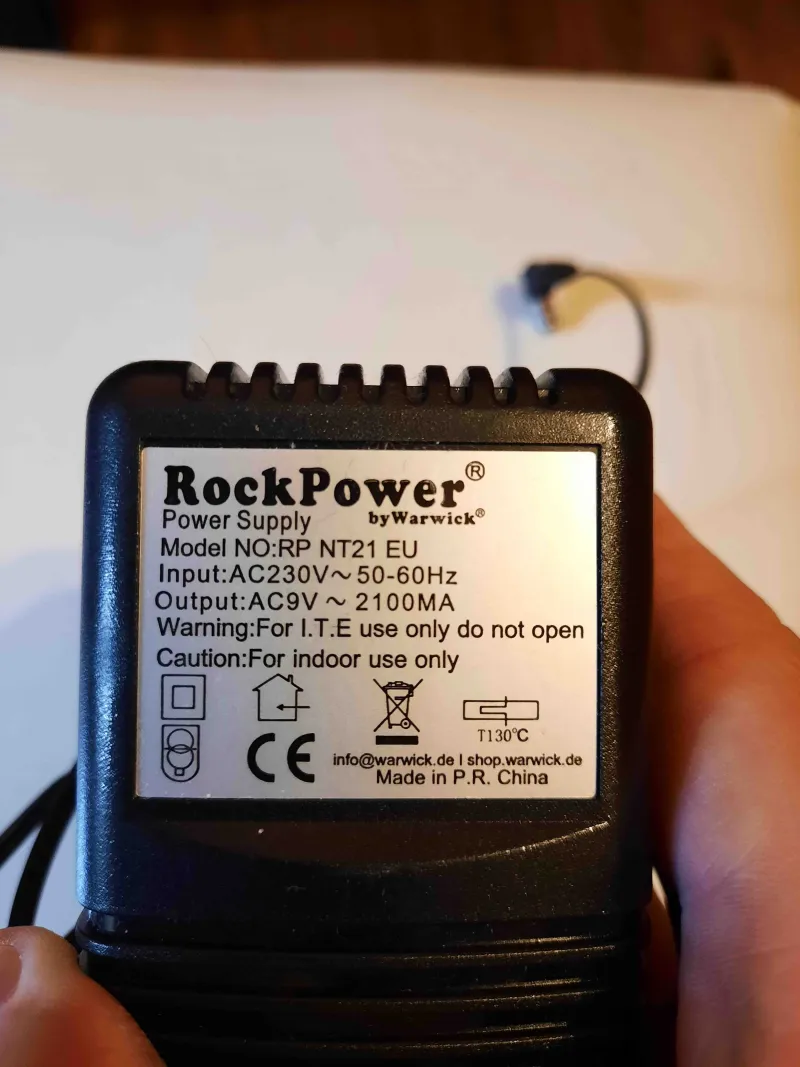 RockPower®
Power Supply byWarwick®
Model NO:RP NT21 EU
Input:AC230V~50-60Hz
Output:AC9V ~ 2100MA
Warning:For I.T.E use only do not open
Caution:For indoor use only
T130℃
CE
info@warwick.de | shop.warwick.de
Made in P.R. China